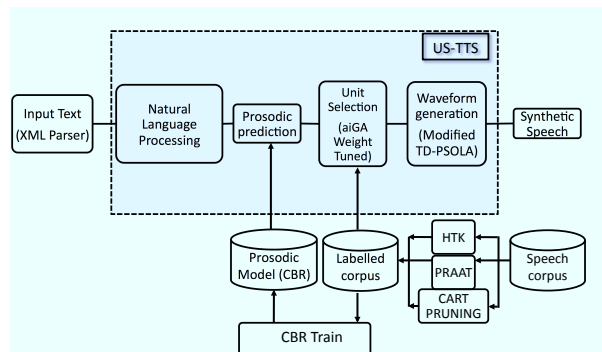 US-TTS
Input Text
(XML Parser)
Natural
Language
Processing
Prosodic
prediction
Unit
Selection
(aiGA
Weight
Tuned)
Waveform
generation
(Modified
TD-PSOLA)
Synthetic
Speech
Prosodic
Model (CBR)
Labelled
corpus
HTK
PRAAT
CART
PRUNING
Speech
corpus
CBR Train